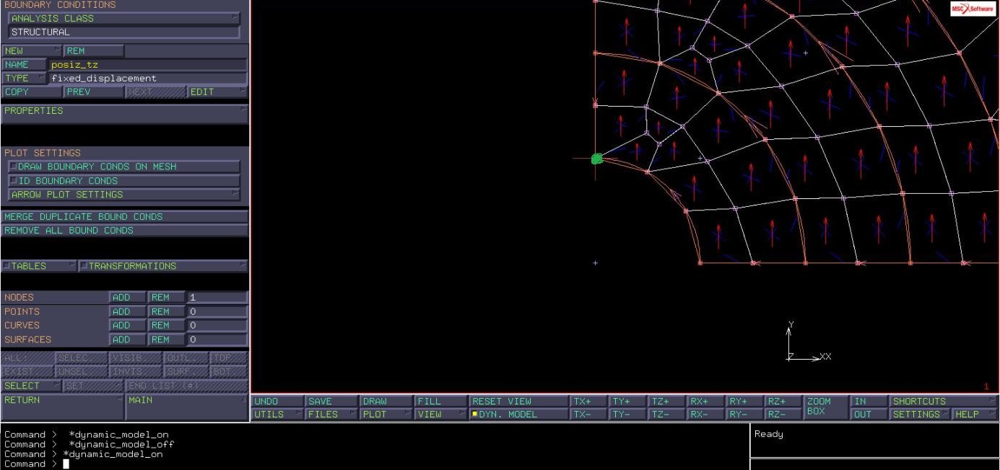 BOUNDARY CONDITIONS
ANALYSIS CLASS
STRUCTURAL
NEW REM
NAME posiz_tz
TYPE fixed_displacement
COPY PREV NEXT EDIT
PROPERTIES
PLOT SETTINGS
DRAW BOUNDARY CONDS ON MESH
ID BOUNDARY CONDS
ARROW PLOT SETTINGS
MERGE DUPLICATE BOUND CONDS
REMOVE ALL BOUND CONDS
TABLES TRANSFORMATIONS
NODES ADD REM 1
POINTS ADD REM 0
CURVES ADD REM 0
SURFACES ADD REM 0
ALL: SELEC. VISIB. OUTL. TOP
EXIST. UNSEL. INVIS. SURF. BOT
SELECT SET END LIST (#)
RETURN MAIN
MSC Software
Y
Z XX
1
UNDO SAVE DRAW FILL RESET VIEW TX+ TY+ TZ+ RX+ RY+ RZ+ ZOOM BOX IN SHORTCUTS
UTILS FILES PLOT VIEW DYN. MODEL TX- TY- TZ- RX- RY- RZ- OUT SETTINGS HELP
Command > *dynamic_model_on
Command > *dynamic_model_off
Command > *dynamic_model_on
Command >
Ready